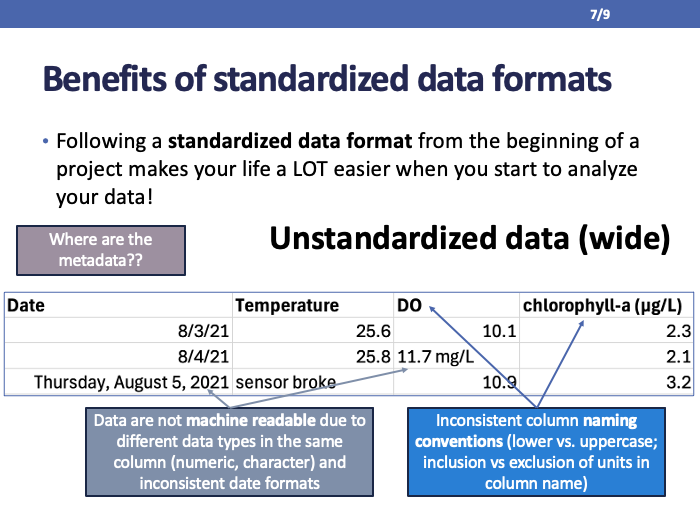 7/9
Benefits of standardized data formats
• Following a standardized data format from the beginning of a
project makes your life a LOT easier when you start to analyze
your data!
Where are the
metadata??
Unstandardized data (wide)
Date Temperature DO chlorophyll-a (µg/L)
8/3/21 25.6 10.1 2.3
8/4/21 25.8 11.7 mg/L 2.1
Thursday, August 5, 2021 sensor broke 10.9 3.2
Data are not machine readable due to
different data types in the same
column (numeric, character) and
inconsistent date formats
Inconsistent column naming
conventions (lower vs. uppercase;
inclusion vs exclusion of units in
column name)